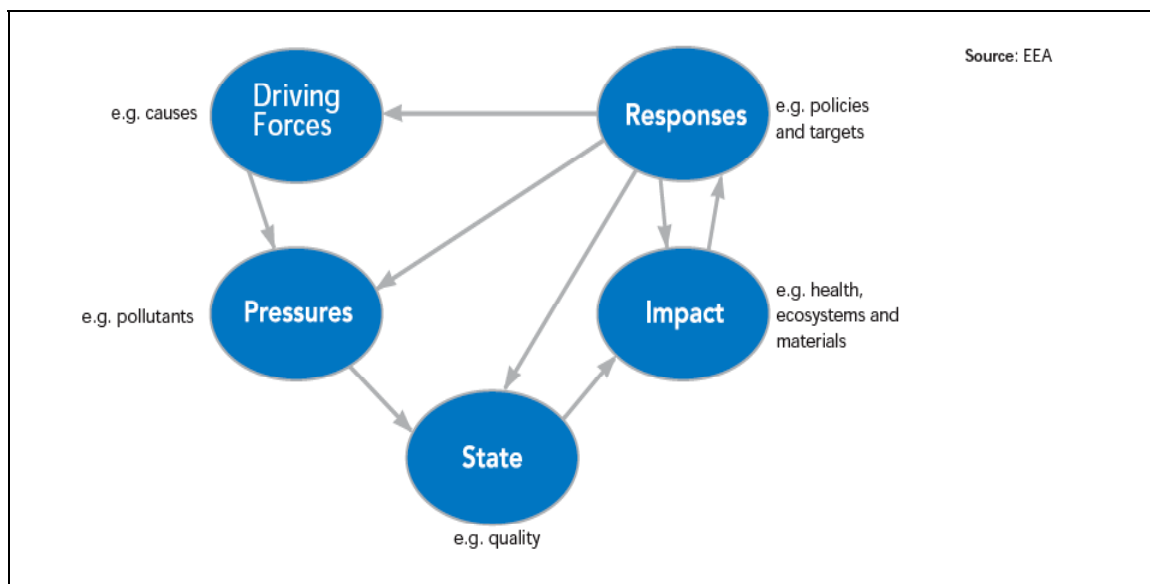 Source: EEA
e.g. causes
Driving
Forces
Responses
e.g. policies
and targets
e.g. pollutants
Pressures
Impact
e.g. health,
ecosystems and
materials
State
e.g. quality